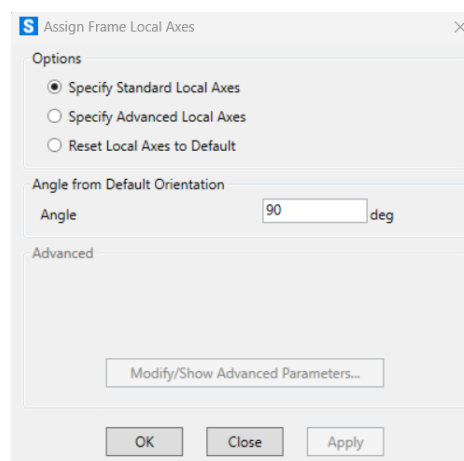 S Assign Frame Local Axes
Options
Specify Standard Local Axes
Specify Advanced Local Axes
Reset Local Axes to Default
Angle from Default Orientation
Angle 90 deg
Advanced
Modify/Show Advanced Parameters...
OK Close Apply